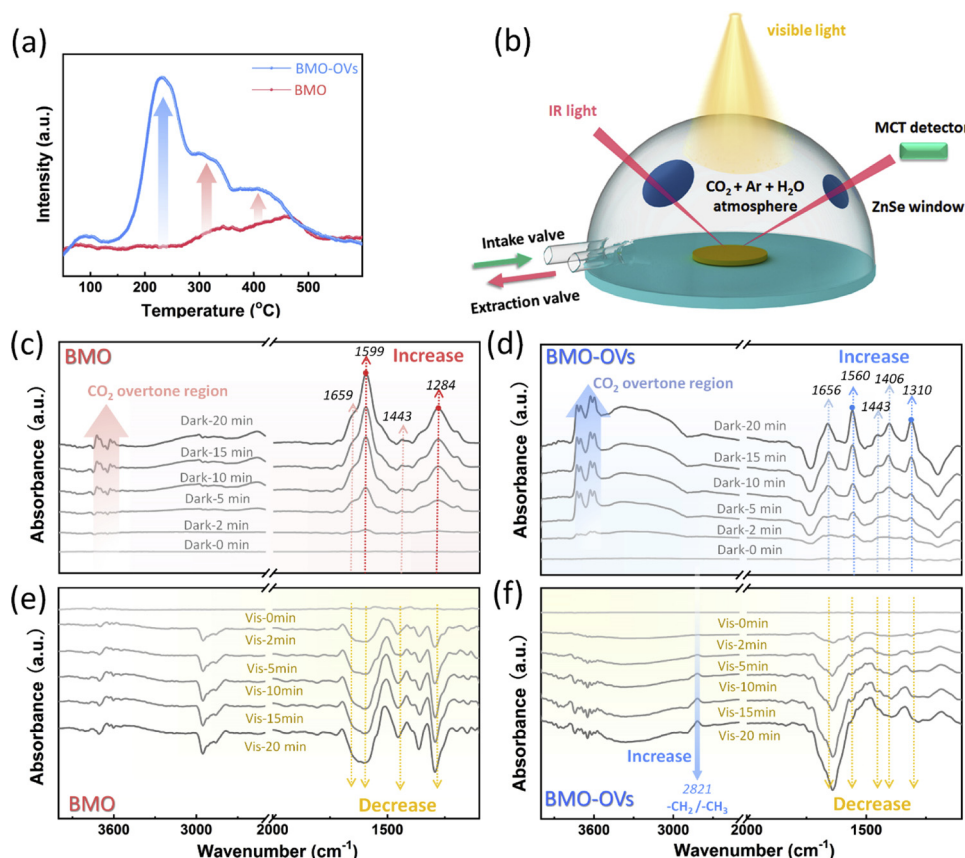 (a)
BMO-OVs
BMO
Intensity (a.u.)
100 200 300 400 500
Temperature (°C)
(b)
visible light
IR light
MCT detector
CO₂ + Ar + H₂O
atmosphere
ZnSe window
Intake valve
Extraction valve
(c)
BMO
1599
Increase
1659
1284
1443
CO₂ overtone region
Dark-20 min
Dark-15 min
Dark-10 min
Dark-5 min
Dark-2 min
Dark-0 min
Absorbance (a.u.)
(d)
BMO-OVs
Increase
1656
1560
1406
1310
1443
CO₂ overtone region
Dark-20 min
Dark-15 min
Dark-10 min
Dark-5 min
Dark-2 min
Dark-0 min
Absorbance (a.u.)
(e)
Vis-0min
Vis-2min
Vis-5min
Vis-10min
Vis-15min
Vis-20 min
Absorbance (a.u.)
BMO
Decrease
3600 3000 2400 2000 1500
Wavenumber (cm⁻¹)
(f)
Vis-0min
Vis-2min
Vis-5min
Vis-10min
Vis-15min
Vis-20 min
Absorbance (a.u.)
Increase
2821
-CH₂ /-CH₃
BMO-OVs
Decrease
3600 3000 2000 1500
Wavenumber (cm⁻¹)